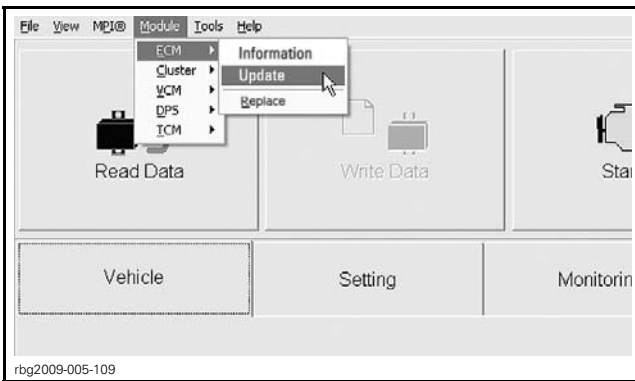 File View MPI® Module Tools Help
ECM Information
Cluster Update
VCM Replace
DPS
TCM
Read Data Write Data
Vehicle Setting
rbg2009-005-109